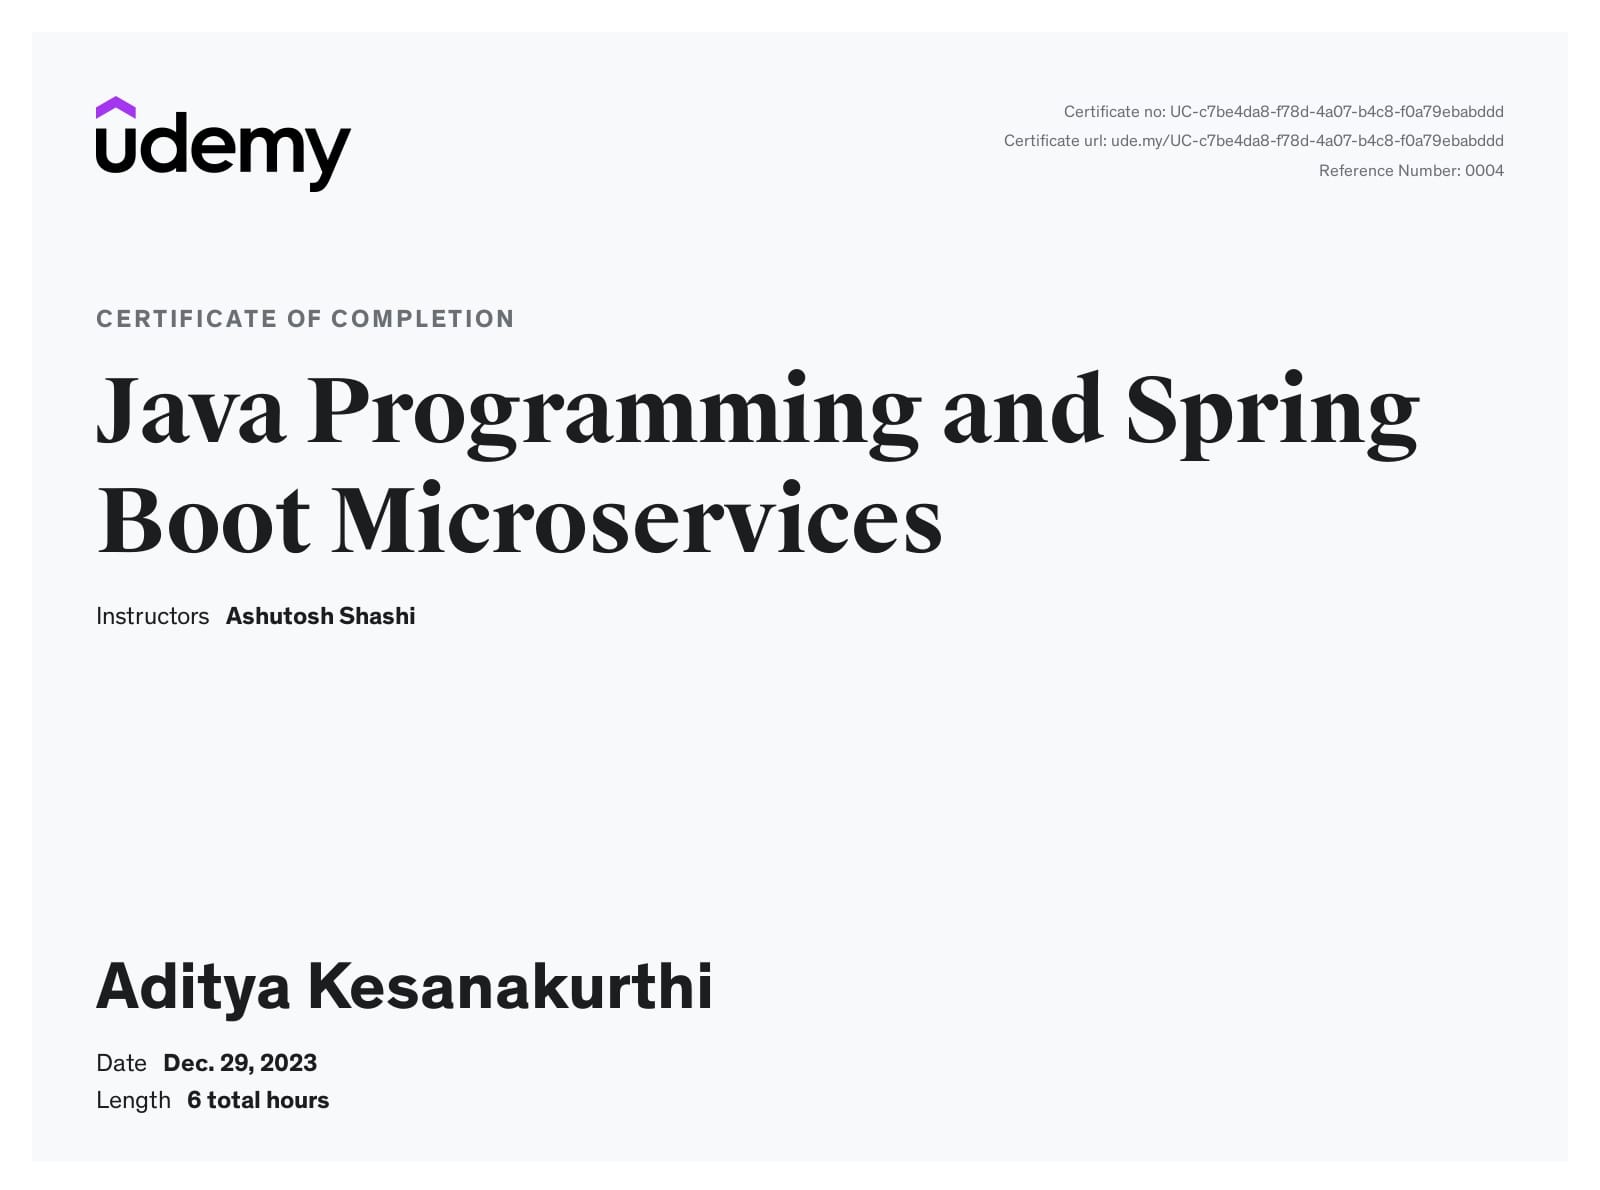 udemy
Certificate no: UC-c7be4da8-f78d-4a07-b4c8-f0a79ebabddd
Certificate url: ude.my/UC-c7be4da8-f78d-4a07-b4c8-f0a79ebabddd
Reference Number: 0004
CERTIFICATE OF COMPLETION
Java Programming and Spring
Boot Microservices
Instructors Ashutosh Shashi
Aditya Kesanakurthi
Date Dec. 29, 2023
Length 6 total hours